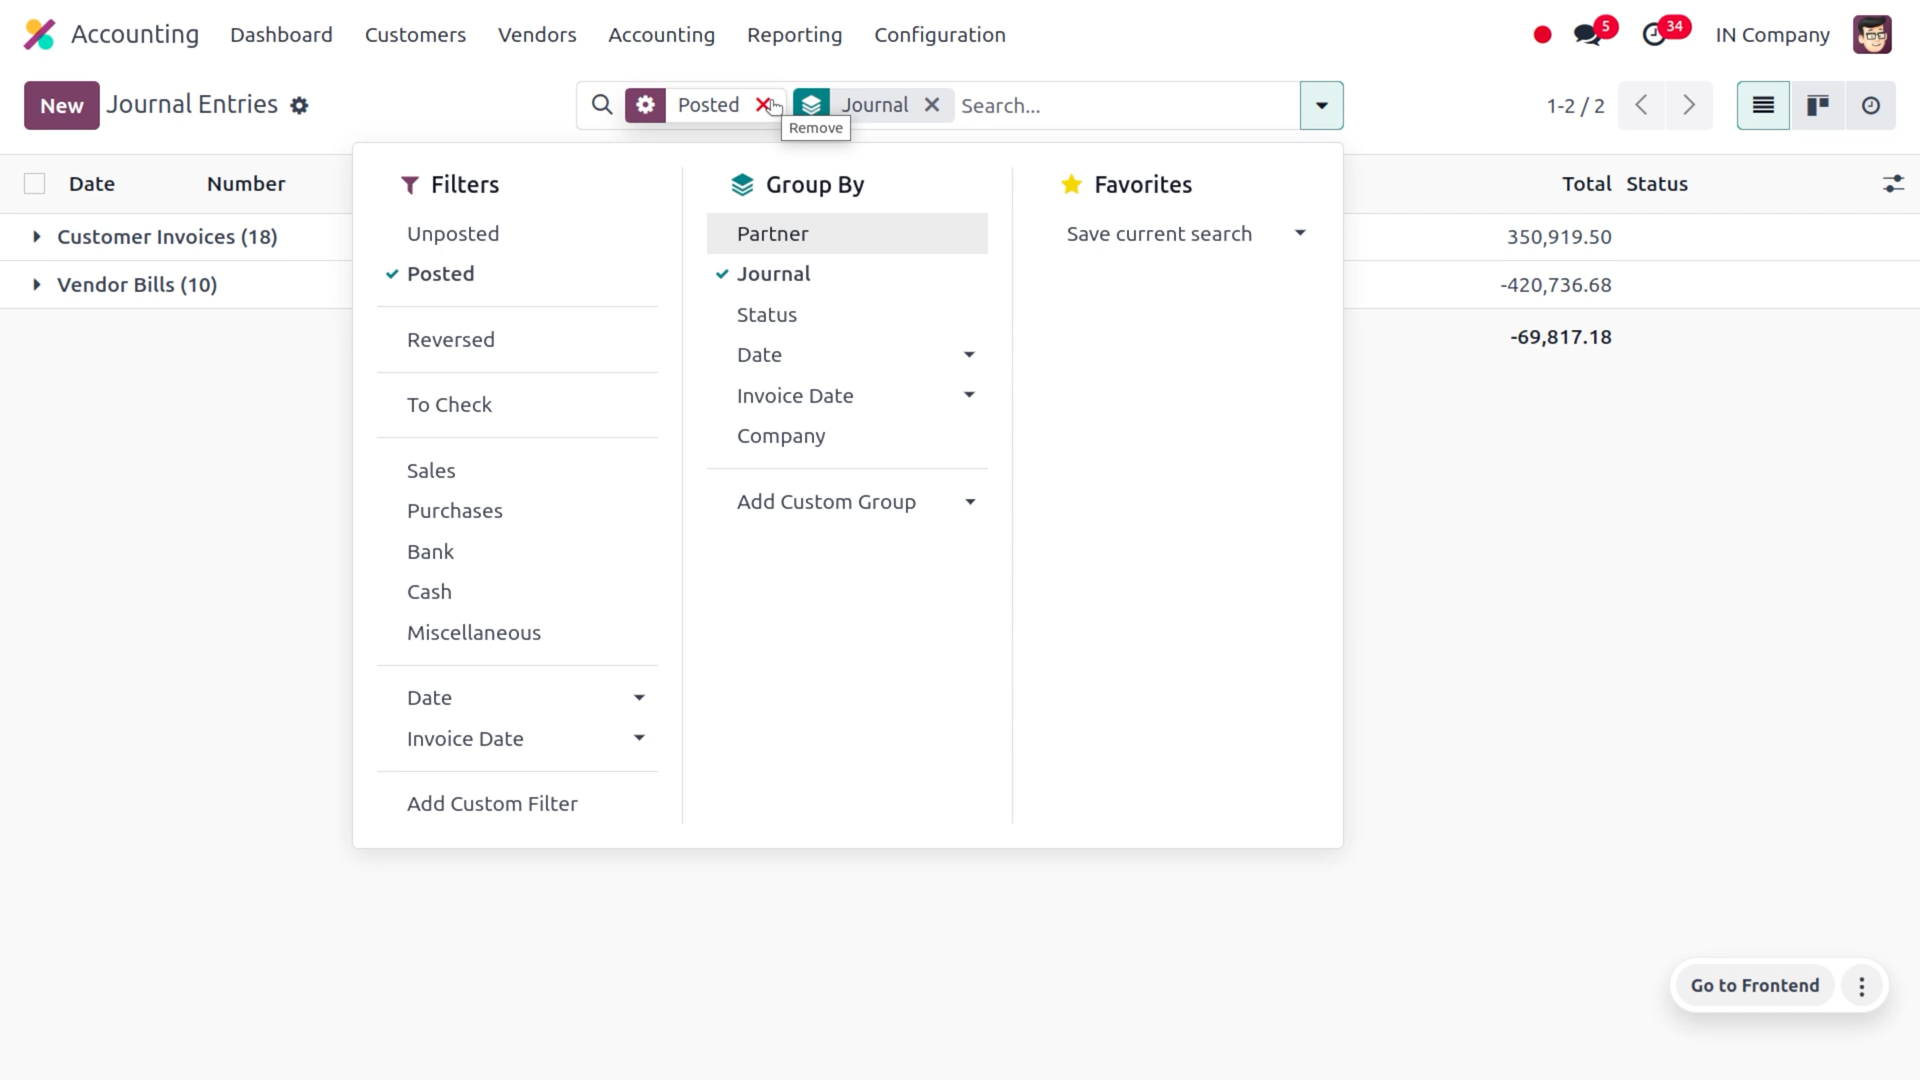 Accounting Dashboard Customers Vendors Accounting Reporting Configuration 5 34 IN Company
New Journal Entries Posted Journal Search... 1-2 / 2
Remove
Date Number Total Status
Customer Invoices (18) 350,919.50
Vendor Bills (10) -420,736.68
-69,817.18
Filters
Unposted
Posted
Reversed
To Check
Sales
Purchases
Bank
Cash
Miscellaneous
Date
Invoice Date
Add Custom Filter
Group By
Partner
Journal
Status
Date
Invoice Date
Company
Add Custom Group
Favorites
Save current search
Go to Frontend